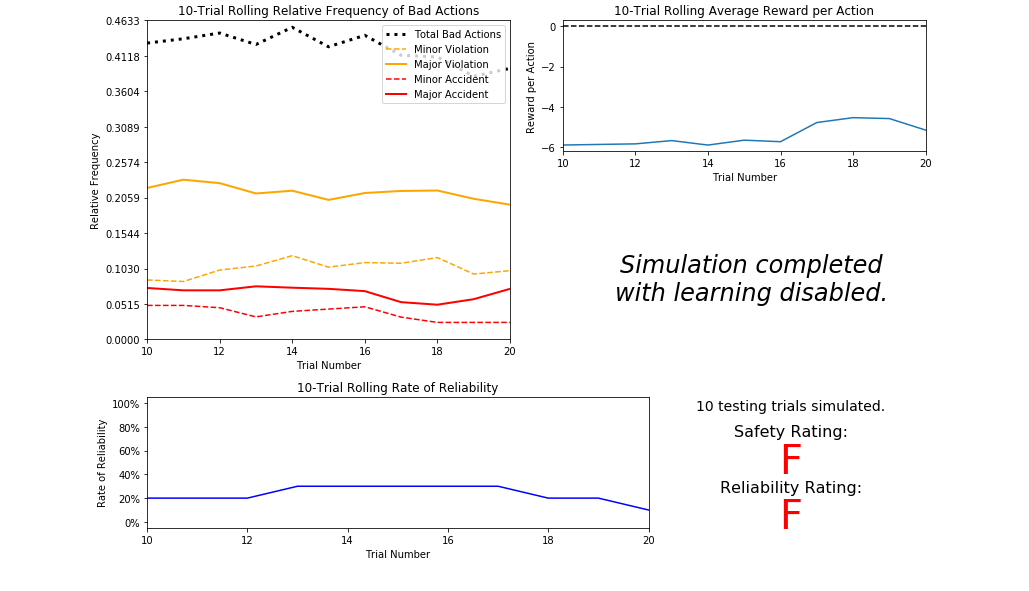 10-Trial Rolling Relative Frequency of Bad Actions
0.4633
0.4118
0.3604
0.3089
0.2574
0.2059
0.1544
0.1030
0.0515
0.0000
Relative Frequency
10 12 14 16 18 20
Trial Number
Total Bad Actions
Minor Violation
Major Violation
Minor Accident
Major Accident
10-Trial Rolling Average Reward per Action
0
−2
−4
−6
Reward per Action
10 12 14 16 18 20
Trial Number
Simulation completed
with learning disabled.
10-Trial Rolling Rate of Reliability
100%
80%
60%
40%
20%
0%
Rate of Reliability
10 12 14 16 18 20
Trial Number
10 testing trials simulated.
Safety Rating:
F
Reliability Rating:
F